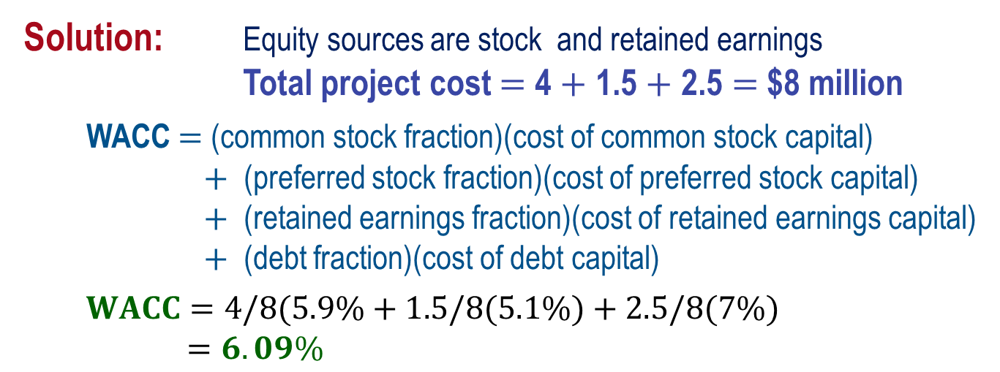 Solution: Equity sources are stock and retained earnings
Total project cost = 4 + 1.5 + 2.5 = $8 million
WACC = (common stock fraction)(cost of common stock capital)
+ (preferred stock fraction)(cost of preferred stock capital)
+ (retained earnings fraction)(cost of retained earnings capital)
+ (debt fraction)(cost of debt capital)
WACC = 4/8(5.9% + 1.5/8(5.1%) + 2.5/8(7%)
= 6.09%